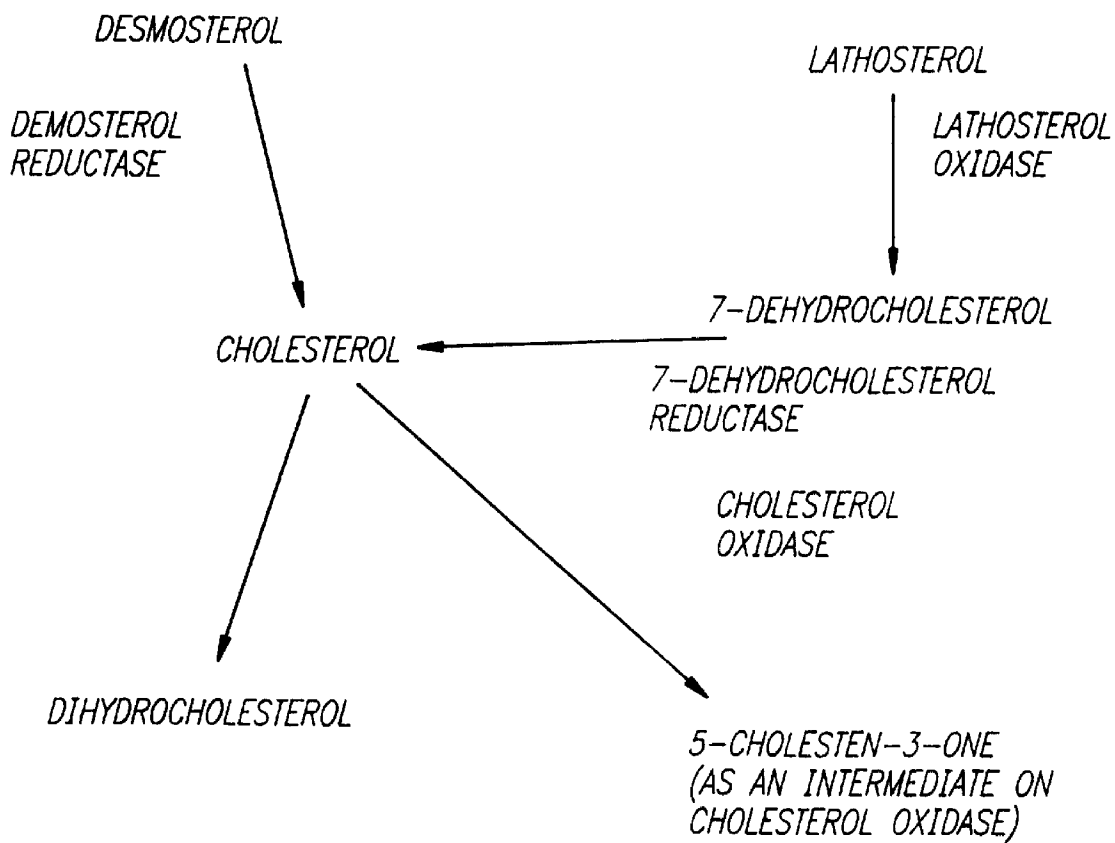 DESMOSTEROL
LATHOSTEROL
DEMOSTEROL
REDUCTASE
LATHOSTEROL
OXIDASE
7-DEHYDROCHOLESTEROL
CHOLESTEROL
7-DEHYDROCHOLESTEROL
REDUCTASE
CHOLESTEROL
OXIDASE
DIHYDROCHOLESTEROL
5-CHOLESTEN-3-ONE
(AS AN INTERMEDIATE ON
CHOLESTEROL OXIDASE)